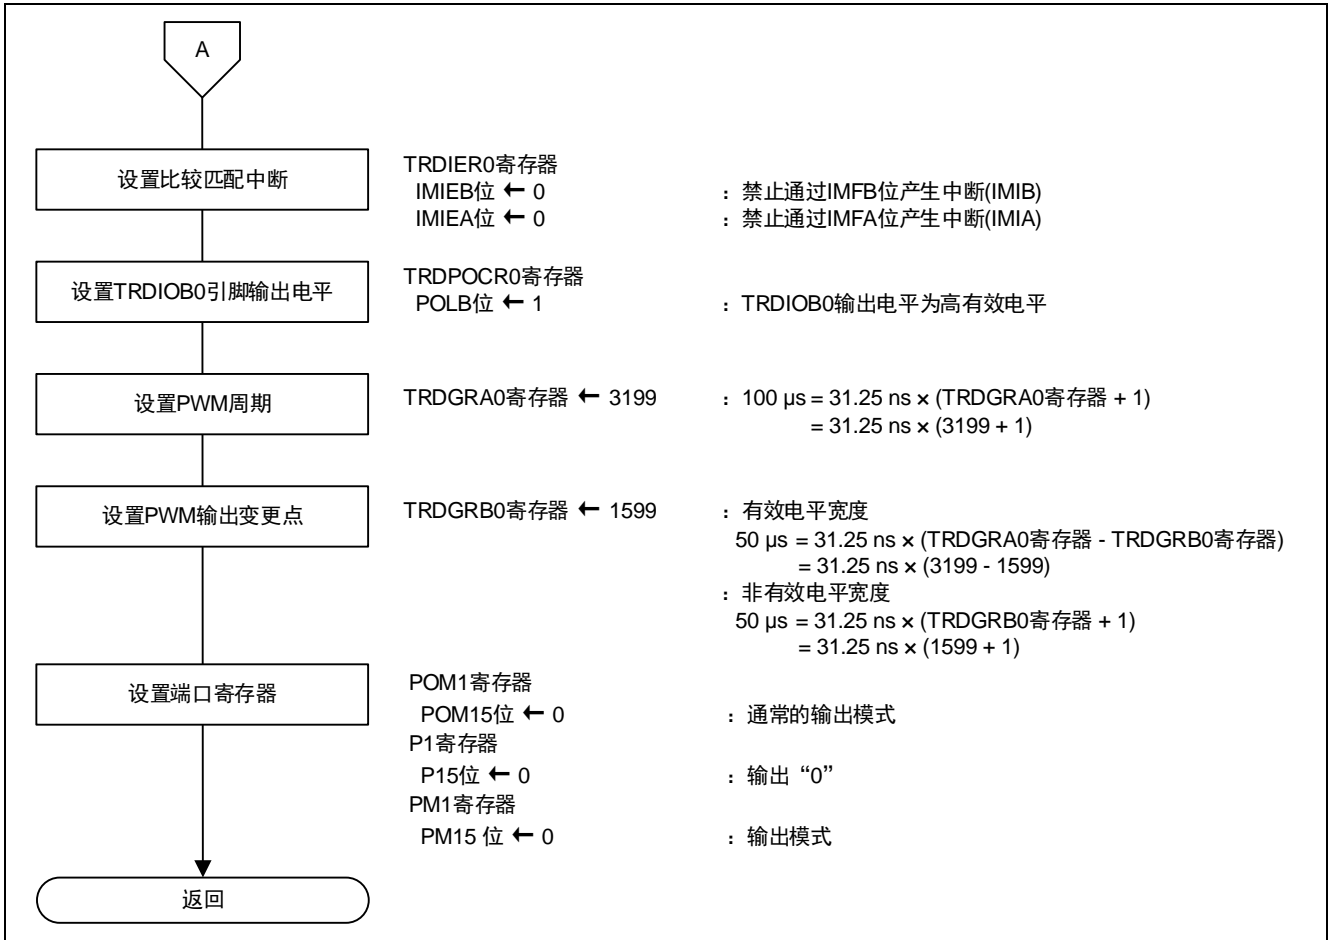 A
设置比较匹配中断
TRDIER0寄存器
IMIEB位 ← 0 ：禁止通过IMFB位产生中断(IMIB)
IMIEA位 ← 0 ：禁止通过IMFA位产生中断(IMIA)
设置TRDIOB0引脚输出电平
TRDPOCR0寄存器
POLB位 ← 1 ：TRDIOB0输出电平为高有效电平
设置PWM周期
TRDGRA0寄存器 ← 3199 ：100 µs = 31.25 ns × (TRDGRA0寄存器 + 1)
= 31.25 ns × (3199 + 1)
设置PWM输出变更点
TRDGRB0寄存器 ← 1599 ：有效电平宽度
50 µs = 31.25 ns × (TRDGRA0寄存器 - TRDGRB0寄存器)
= 31.25 ns × (3199 - 1599)
：非有效电平宽度
50 µs = 31.25 ns × (TRDGRB0寄存器 + 1)
= 31.25 ns × (1599 + 1)
设置端口寄存器
POM1寄存器
POM15位 ← 0 ：通常的输出模式
P1寄存器
P15位 ← 0 ：输出“0”
PM1寄存器
PM15 位 ← 0 ：输出模式
返回